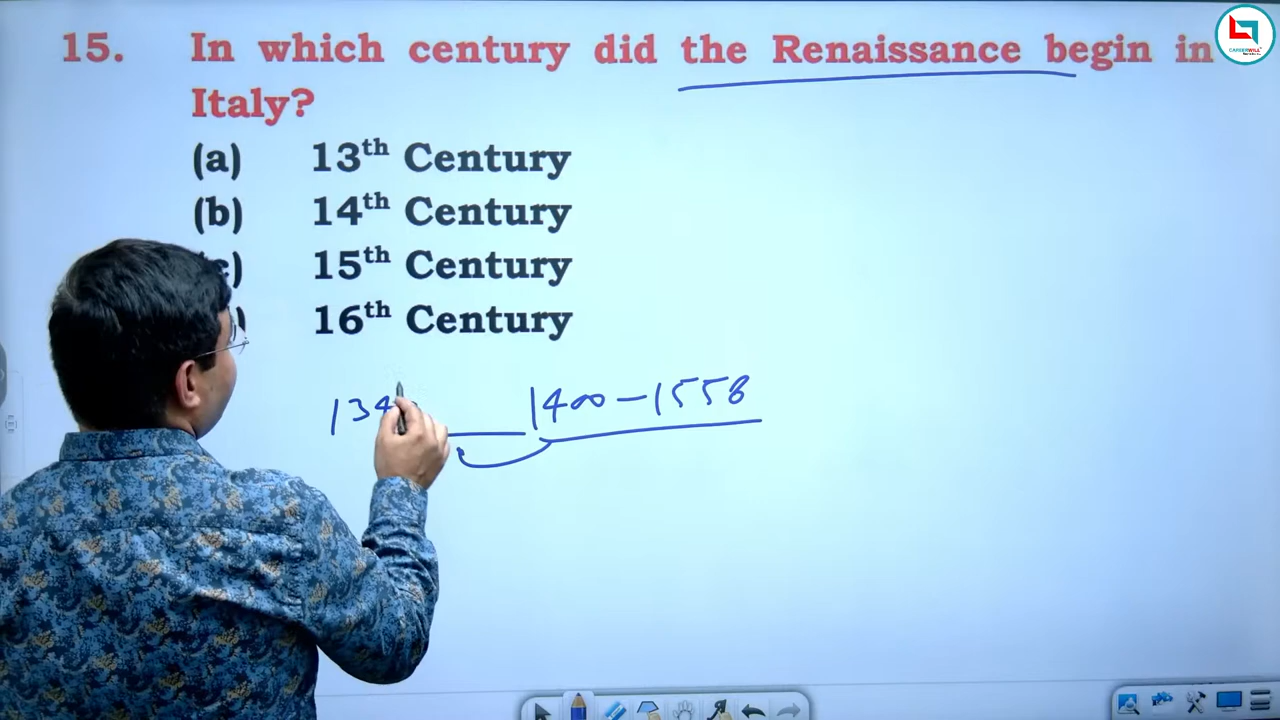 15. In which century did the Renaissance begin in
Italy?
(a) 13th Century
(b) 14th Century
15th Century
16th Century
1400-1558
CAREERWILL